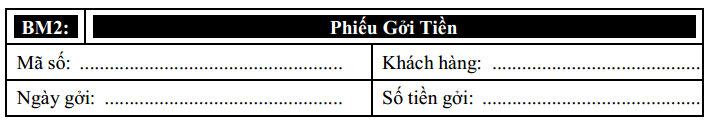 BM2: Phiếu Gởi Tiền
Mã số: ..................................................... Khách hàng: ..........................................
Ngày gởi: ................................................ Số tiền gởi: ............................................